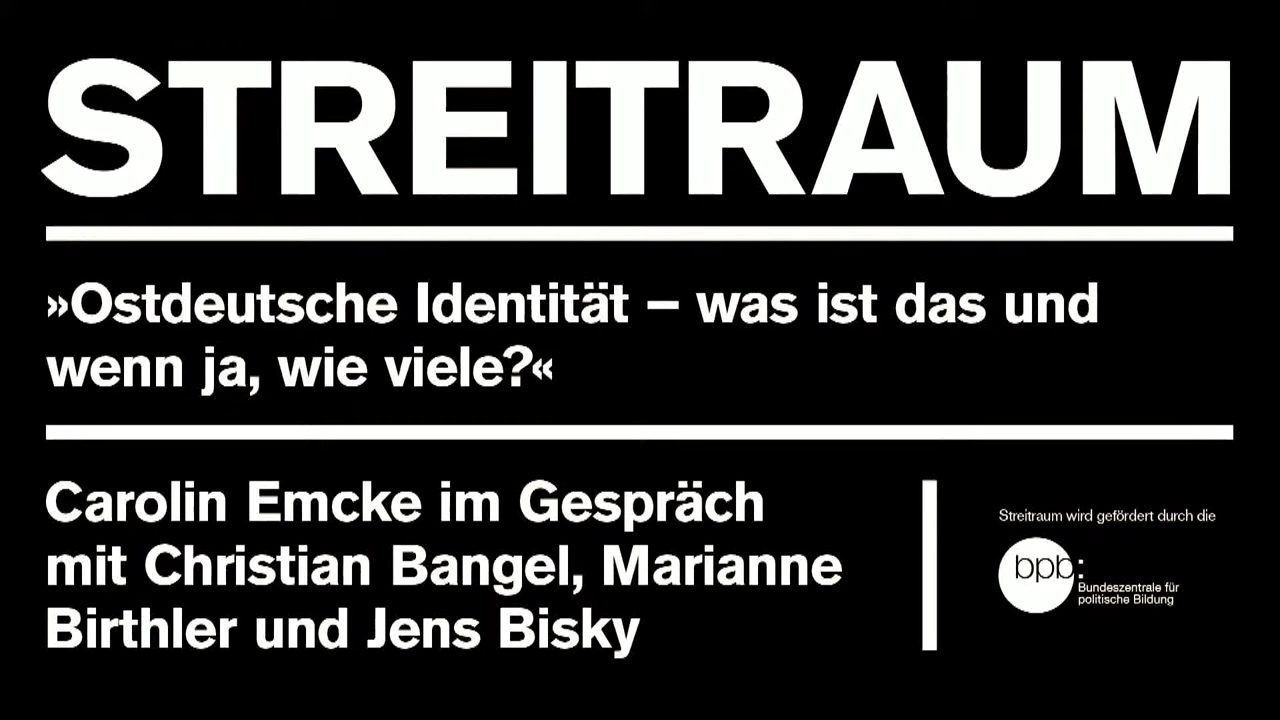 STREITRAUM
»Ostdeutsche Identität – was ist das und
wenn ja, wie viele?«
Carolin Emcke im Gespräch
mit Christian Bangel, Marianne
Birthler und Jens Bisky
Streitraum wird gefördert durch die
bpb:
Bundeszentrale für
politische Bildung